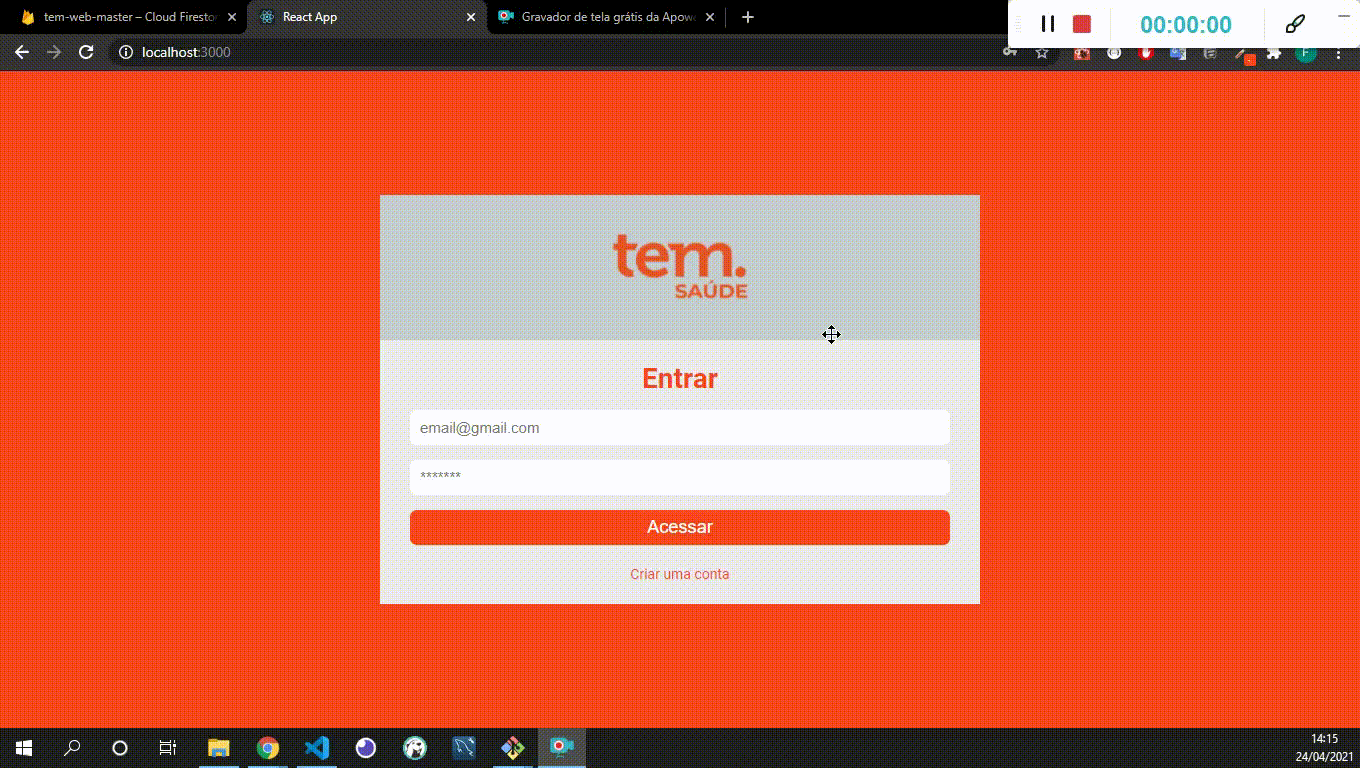 tem-web-master – Cloud Firestor
React App
Gravador de tela grátis da Apow
00:00:00
localhost:3000
F
tem.
SAÚDE
Entrar
email@gmail.com
*******
Acessar
Criar uma conta
14:15
24/04/2021